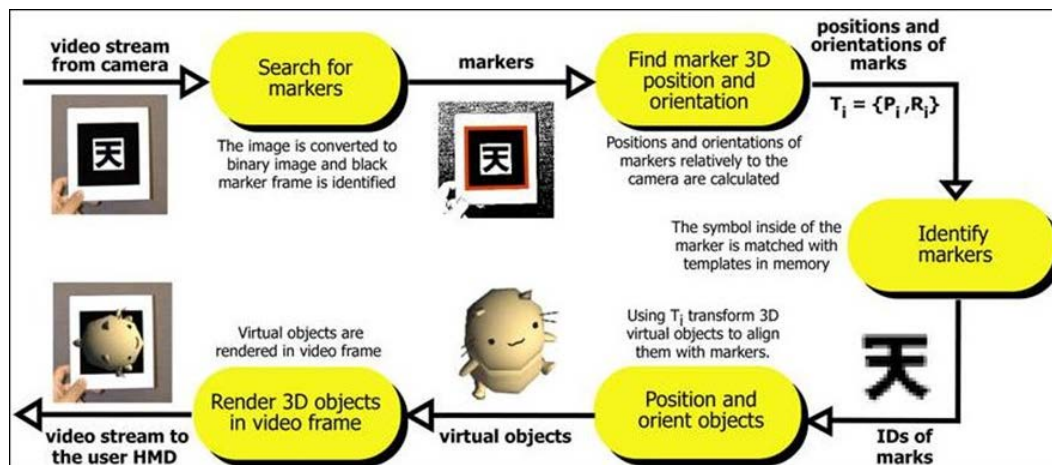 video stream
from camera
Search for
markers
markers
Find marker 3D
position and
orientation
positions and
orientations of
marks
T_i = {P_i ,R_i}
天
The image is converted to
binary image and black
marker frame is identified
天
Positions and orientations of
markers relatively to the
camera are calculated
The symbol inside of the
marker is matched with
templates in memory
Identify
markers
天
IDs of
marks
Using T_i transform 3D
virtual objects to align
them with markers.
Position and
orient objects
virtual objects
Virtual objects are
rendered in video frame
Render 3D objects
in video frame
video stream to
the user HMD